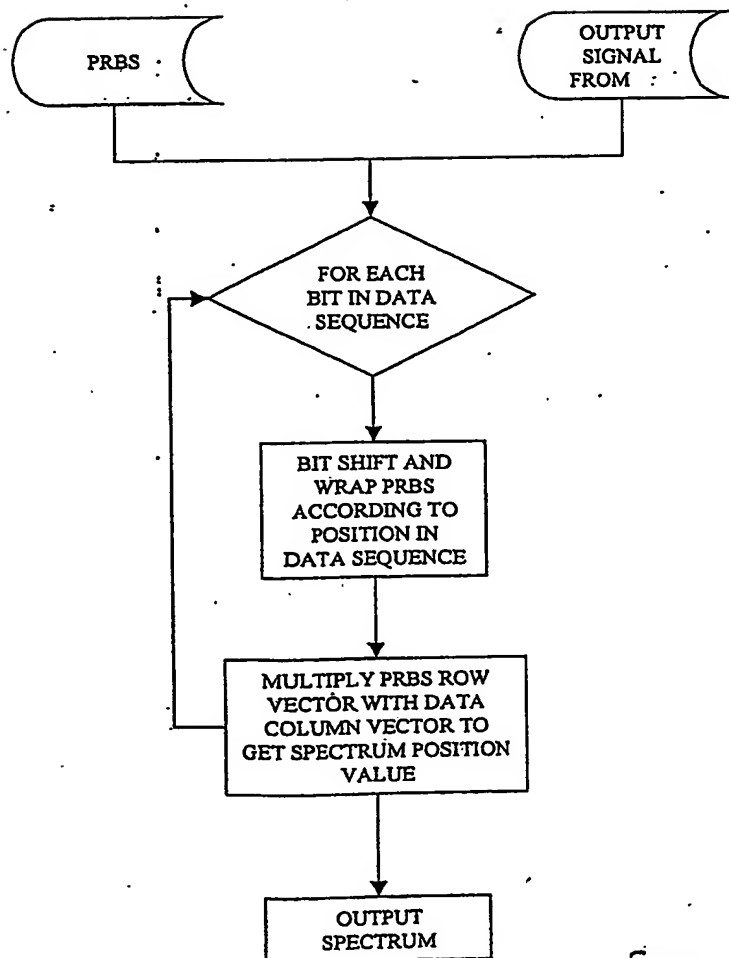 PRBS
OUTPUT
SIGNAL
FROM
FOR EACH
BIT IN DATA
SEQUENCE
BIT SHIFT AND
WRAP PRBS
ACCORDING TO
POSITION IN
DATA SEQUENCE
MULTIPLY PRBS ROW
VECTOR WITH DATA
COLUMN VECTOR TO
GET SPECTRUM POSITION
VALUE
OUTPUT
SPECTRUM